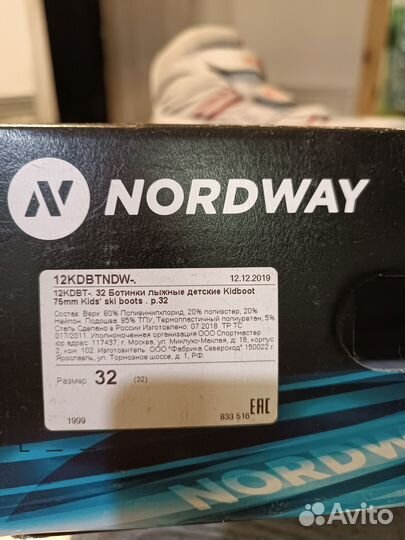 NORDWAY
12KDBTNDW-. 12.12.2019
12KDBT-. 32 Ботинки лыжные детские Kidboot
75mm Kids' ski boots . р.32
Состав: Верх 60% Поливинилхлорид, 20% полиэстер, 20%
Нейлон. Подошва: 95% ТПУ, Термопластичный полиуретан, 5%
Сталь Сделано в России Изготовлено: 07.2018. ТР ТС
017/2011 Уполномоченная организация ООО Спортмастер
юр.адрес: 117437, г. Москва, ул. Миклухо-Маклая, д. 18, корпус
2, ком. 102. Изготовитель: ООО "Фабрика Североход" 150022 г.
Ярославль, ул. Тормозное шоссе, д. 1, РФ.
Размер: 32 (32)
EAC
1999 833 516
NORDWAY
Avito